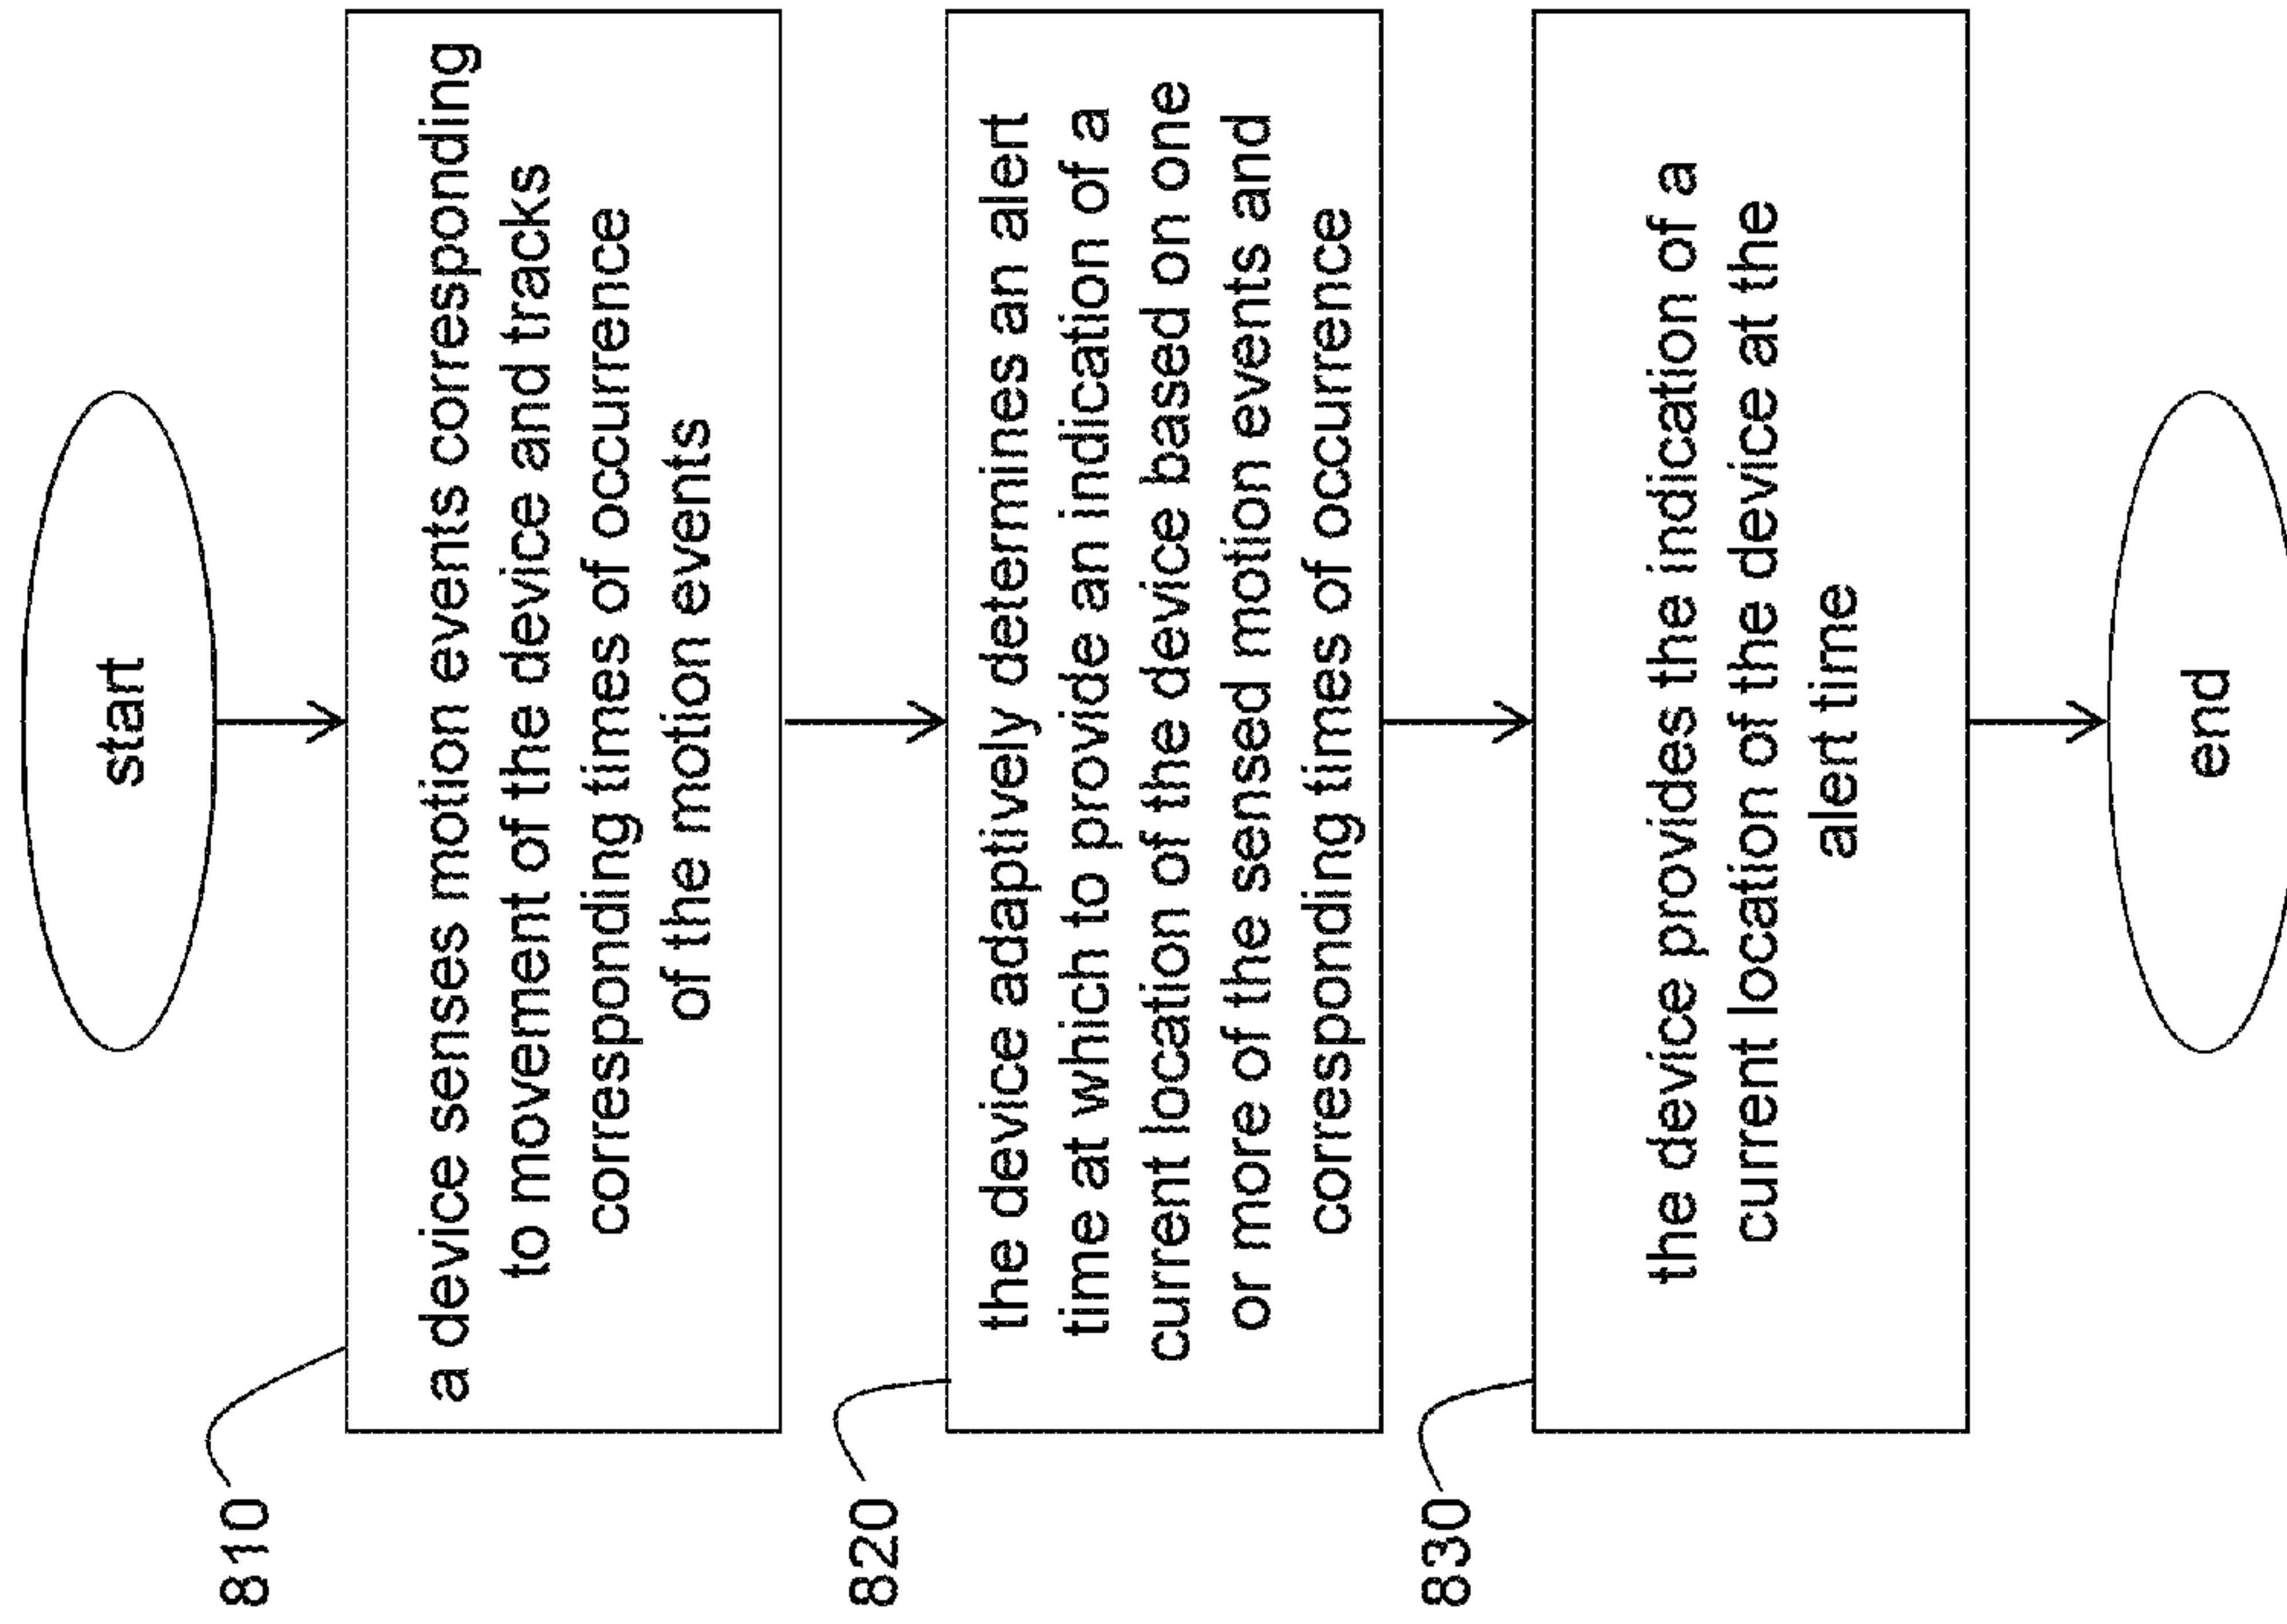 start
810
a device senses motion events corresponding
to movement of the device and tracks
corresponding times of occurrence
of the motion events
820
the device adaptively determines an alert
time at which to provide an indication of a
current location of the device based on one
or more of the sensed motion events and
corresponding times of occurrence
830
the device provides the indication of a
current location of the device at the
alert time
end